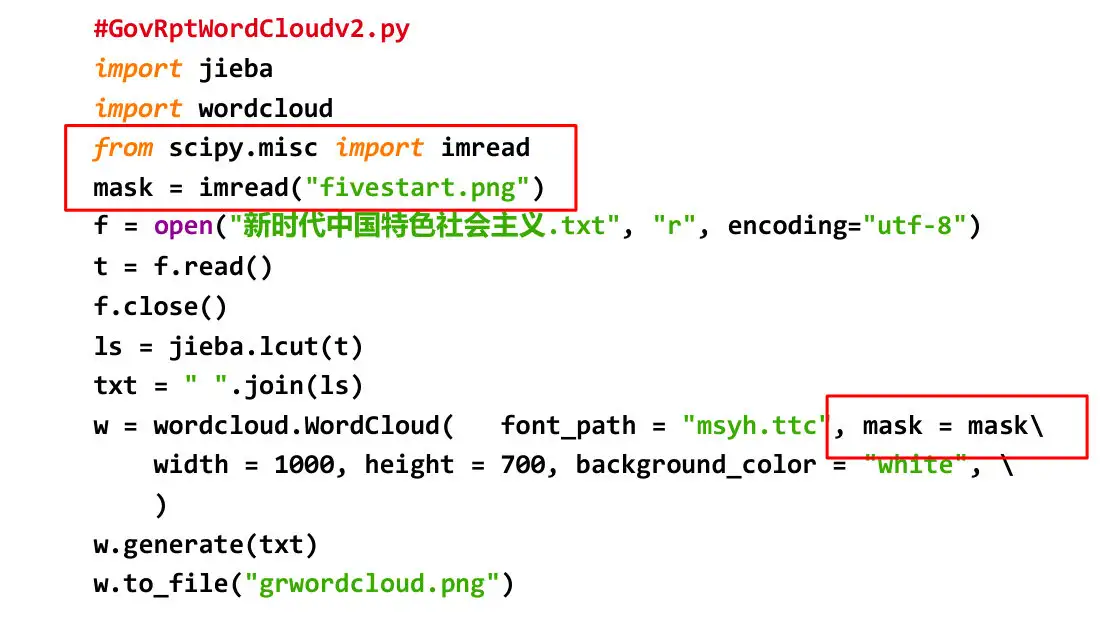 #GovRptWordCloudv2.py
import jieba
import wordcloud
from scipy.misc import imread
mask = imread("fivestart.png")
f = open("新时代中国特色社会主义.txt", "r", encoding="utf-8")
t = f.read()
f.close()
ls = jieba.lcut(t)
txt = " ".join(ls)
w = wordcloud.WordCloud(   font_path = "msyh.ttc", mask = mask\
    width = 1000, height = 700, background_color = "white", \
    )
w.generate(txt)
w.to_file("grwordcloud.png")